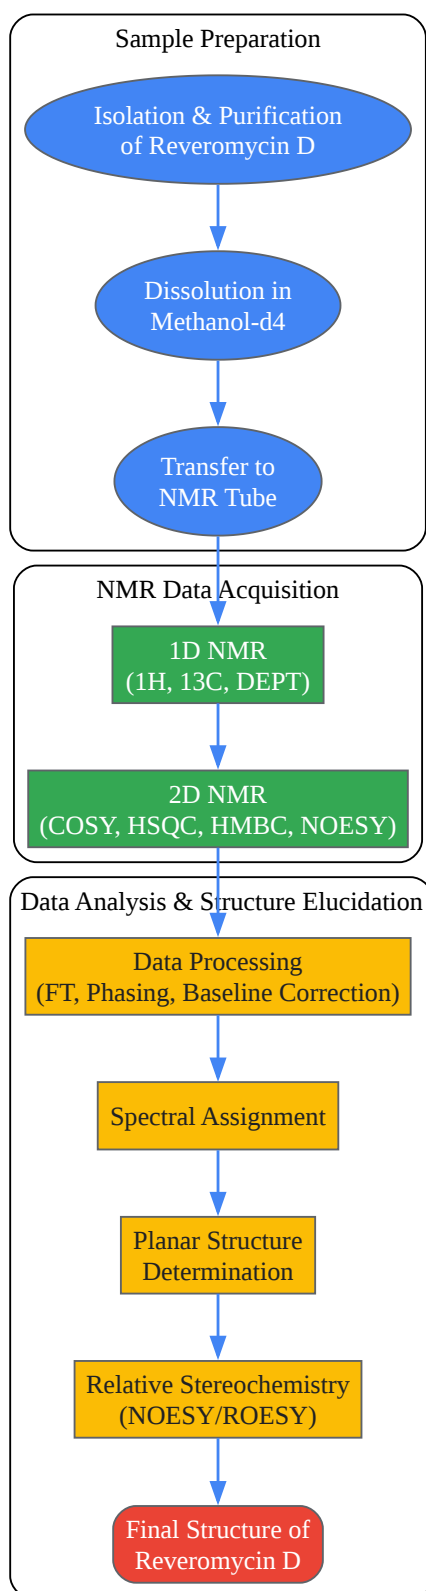 Sample Preparation
Isolation & Purification
of Reveromycin D
Dissolution in
Methanol-d4
Transfer to
NMR Tube
NMR Data Acquisition
1D NMR
(1H, 13C, DEPT)
2D NMR
(COSY, HSQC, HMBC, NOESY)
Data Analysis & Structure Elucidation
Data Processing
(FT, Phasing, Baseline Correction)
Spectral Assignment
Planar Structure
Determination
Relative Stereochemistry
(NOESY/ROESY)
Final Structure of
Reveromycin D